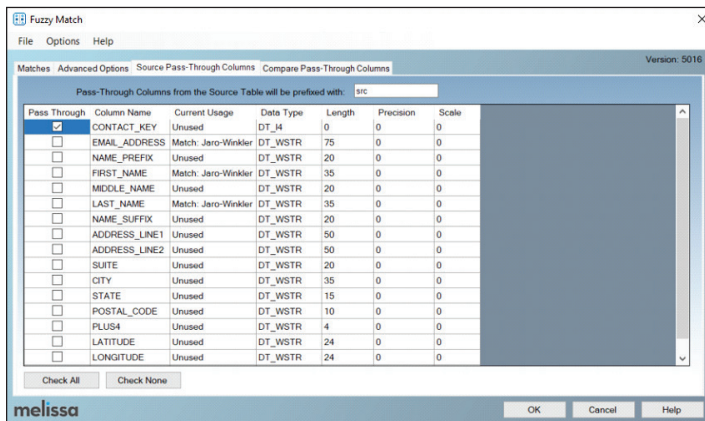 Fuzzy Match
File Options Help
Version: 5016
Matches Advanced Options Source Pass-Through Columns Compare Pass-Through Columns
Pass-Through Columns from the Source Table will be prefixed with: src
Pass Through Column Name Current Usage Data Type Length Precision Scale
CONTACT_KEY Unused DT_I4 0 0 0
EMAIL_ADDRESS Match: Jaro-Winkler DT_WSTR 75 0 0
NAME_PREFIX Unused DT_WSTR 20 0 0
FIRST_NAME Match: Jaro-Winkler DT_WSTR 35 0 0
MIDDLE_NAME Unused DT_WSTR 20 0 0
LAST_NAME Match: Jaro-Winkler DT_WSTR 35 0 0
NAME_SUFFIX Unused DT_WSTR 20 0 0
ADDRESS_LINE1 Unused DT_WSTR 50 0 0
ADDRESS_LINE2 Unused DT_WSTR 50 0 0
SUITE Unused DT_WSTR 20 0 0
CITY Unused DT_WSTR 35 0 0
STATE Unused DT_WSTR 15 0 0
POSTAL_CODE Unused DT_WSTR 10 0 0
PLUS4 Unused DT_WSTR 4 0 0
LATITUDE Unused DT_WSTR 24 0 0
LONGITUDE Unused DT_WSTR 24 0 0
Check All Check None
melissa OK Cancel Help